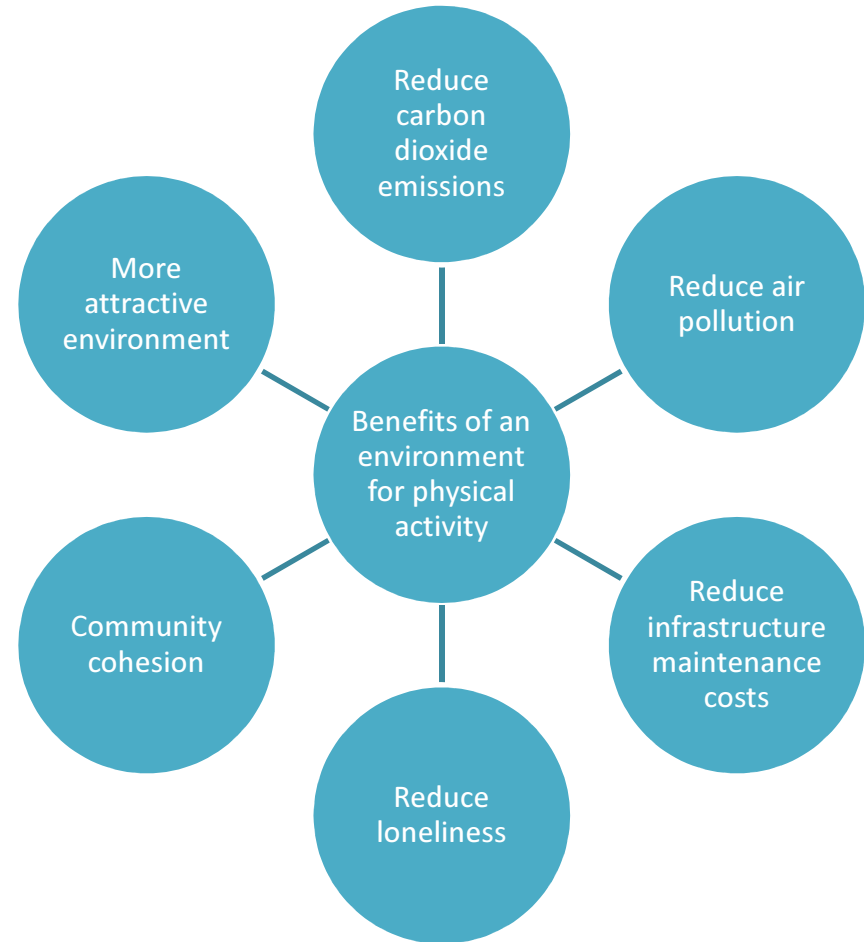 Reduce
carbon
dioxide
emissions
More
attractive
environment
Reduce air
pollution
Benefits of an
environment
for physical
activity
Community
cohesion
Reduce
infrastructure
maintenance
costs
Reduce
loneliness